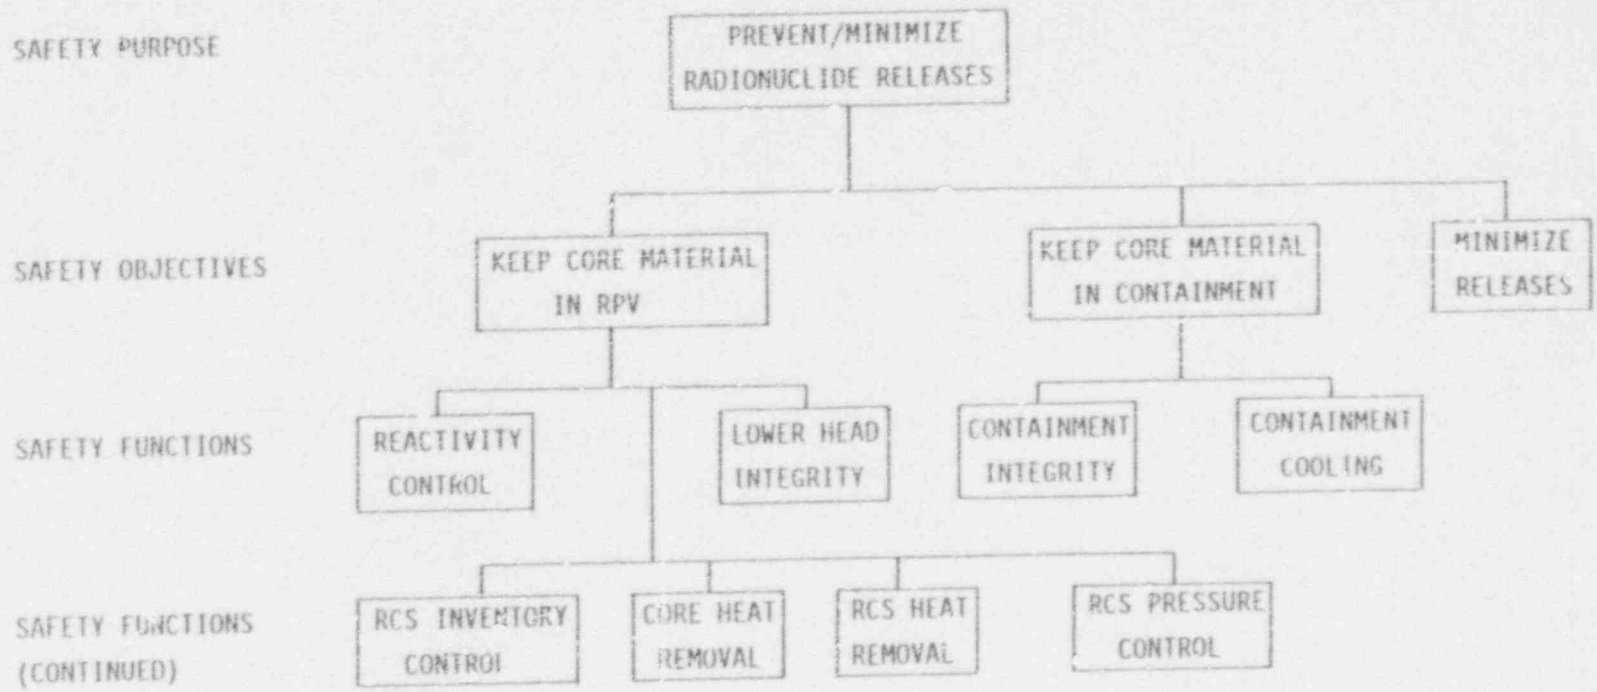 SAFETY PURPOSE
PREVENT/MINIMIZE
RADIONUCLIDE RELEASES
SAFETY OBJECTIVES
KEEP CORE MATERIAL
IN RPV
KEEP CORE MATERIAL
IN CONTAINMENT
MINIMIZE
RELEASES
SAFETY FUNCTIONS
REACTIVITY
CONTROL
LOWER HEAD
INTEGRITY
CONTAINMENT
INTEGRITY
CONTAINMENT
COOLING
SAFETY FUNCTIONS
(CONTINUED)
RCS INVENTORY
CONTROL
CORE HEAT
REMOVAL
RCS HEAT
REMOVAL
RCS PRESSURE
CONTROL